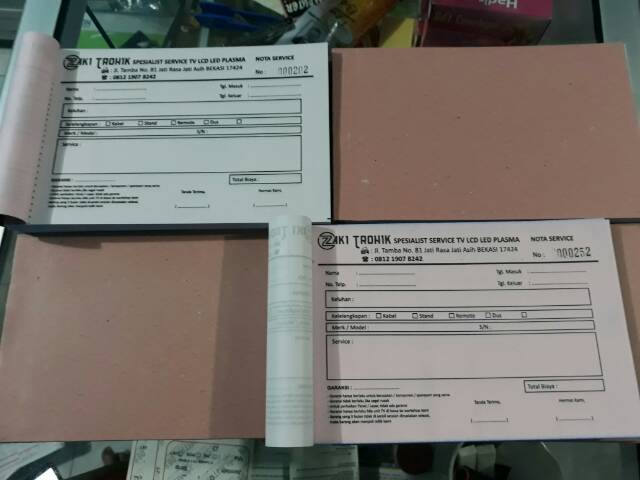 ZAKI TRONIK SPESIALIST SERVICE TV LCD LED PLASMA NOTA SERVICE
Jl. Tamba No. 81 Jati Rasa Jati Asih BEKASI 17424
: 0812 1907 8242
No : 000202
Nama : Tgl. Masuk :
No. Telp. Tgl. Keluar :
Keluhan :
Kelelengkapan : Kabel Stand Remote Dus
Merk / Model : S/N :
Service :
GARANSI : Total Biaya :
Tanda Terima, Hormat Kami,
ZAKI TRONIK SPESIALIST SERVICE TV LCD LED PLASMA NOTA SERVICE
Jl. Tamba No. 81 Jati Rasa Jati Asih BEKASI 17424
: 0812 1907 8242
No : 000252
Nama : Tgl. Masuk :
No. Telp. Tgl. Keluar :
Keluhan :
Kelelengkapan : Kabel Stand Remote Dus
Merk / Model : S/N :
Service :
GARANSI : Total Biaya :
Tanda Terima, Hormat Kami,